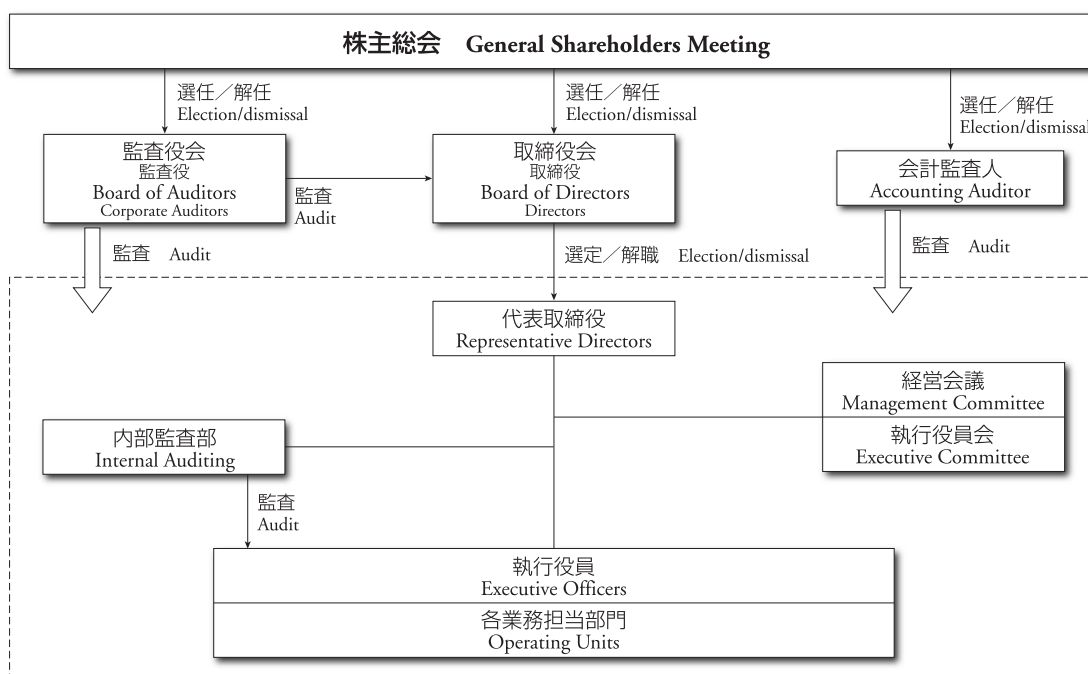 株主総会　General Shareholders Meeting
選任／解任
Election/dismissal
選任／解任
Election/dismissal
選任／解任
Election/dismissal
監査役会
監査役
Board of Auditors
Corporate Auditors
監査
Audit
取締役会
取締役
Board of Directors
Directors
会計監査人
Accounting Auditor
監査　Audit
選定／解職　Election/dismissal
監査　Audit
代表取締役
Representative Directors
経営会議
Management Committee
執行役員会
Executive Committee
内部監査部
Internal Auditing
監査
Audit
執行役員
Executive Officers
各業務担当部門
Operating Units